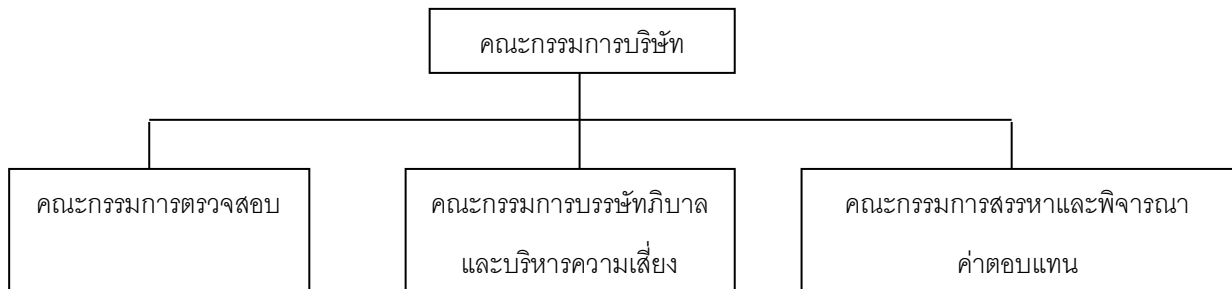 คณะกรรมการบริษัท
คณะกรรมการตรวจสอบ
คณะกรรมการบรรษัทภิบาล
และบริหารความเสี่ยง
คณะกรรมการสรรหาและพิจารณา
ค่าตอบแทน